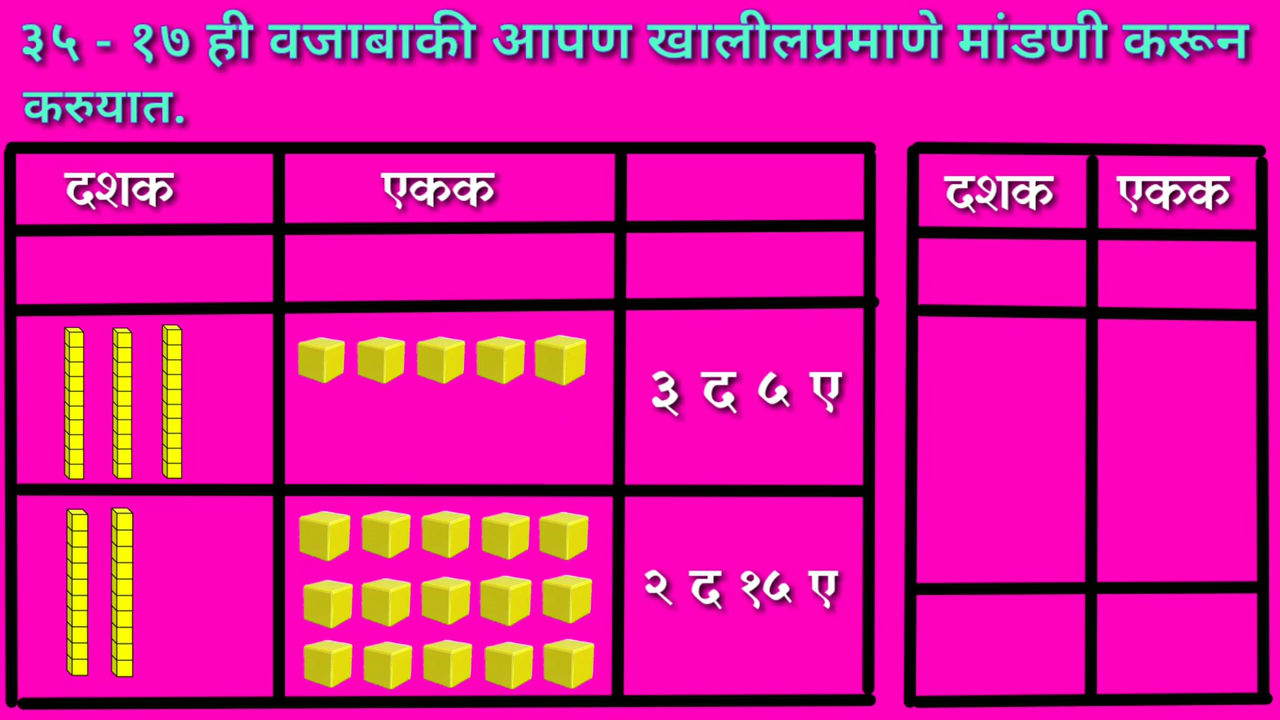 ३५ - १७ ही वजाबाकी आपण खालीलप्रमाणे मांडणी करून
करुयात.
दशक एकक
३ द ५ ए
२ द १५ ए
दशक एकक